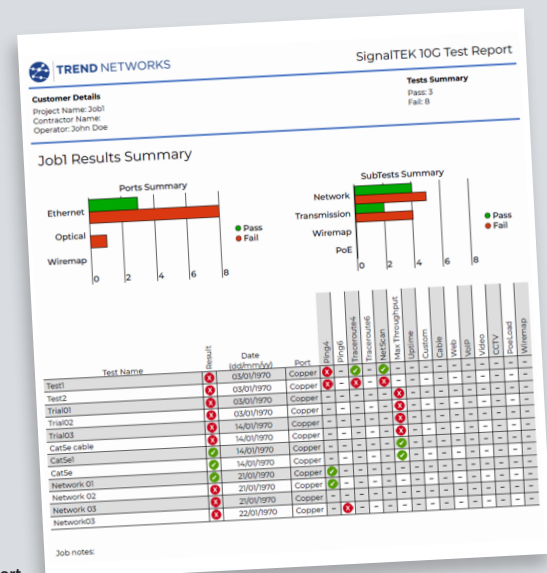 TREND NETWORKS
SignalTEK 10G Test Report
Customer Details
Project Name: Job1
Contractor Name:
Operator: John Doe
Tests Summary
Pass: 3
Fail: 8
Job1 Results Summary
Ports Summary
Ethernet
Optical
Wiremap
0 2 4 6 8
Pass
Fail
SubTests Summary
Network
Transmission
Wiremap
PoE
0 2 4 6 8
Pass
Fail
Test Name Result Date (dd/mm/yy) Port Ping4 Ping6 Traceroute4 Traceroute6 NetScan Max Throughput Uptime Custom Cable Web VoIP Video CCTV PoeLoad Wiremap
Test1 03/01/1970 Copper
Test2 03/01/1970 Copper
Trial01 03/01/1970 Copper
Trial02 03/01/1970 Copper
Trial03 14/01/1970 Copper
Cat5e cable 14/01/1970 Copper
Cat5e1 14/01/1970 Copper
Cat5e 14/01/1970 Copper
Network 01 21/01/1970 Copper
Network 02 21/01/1970 Copper
Network 03 21/01/1970 Copper
Network03 22/01/1970 Copper
Job notes: